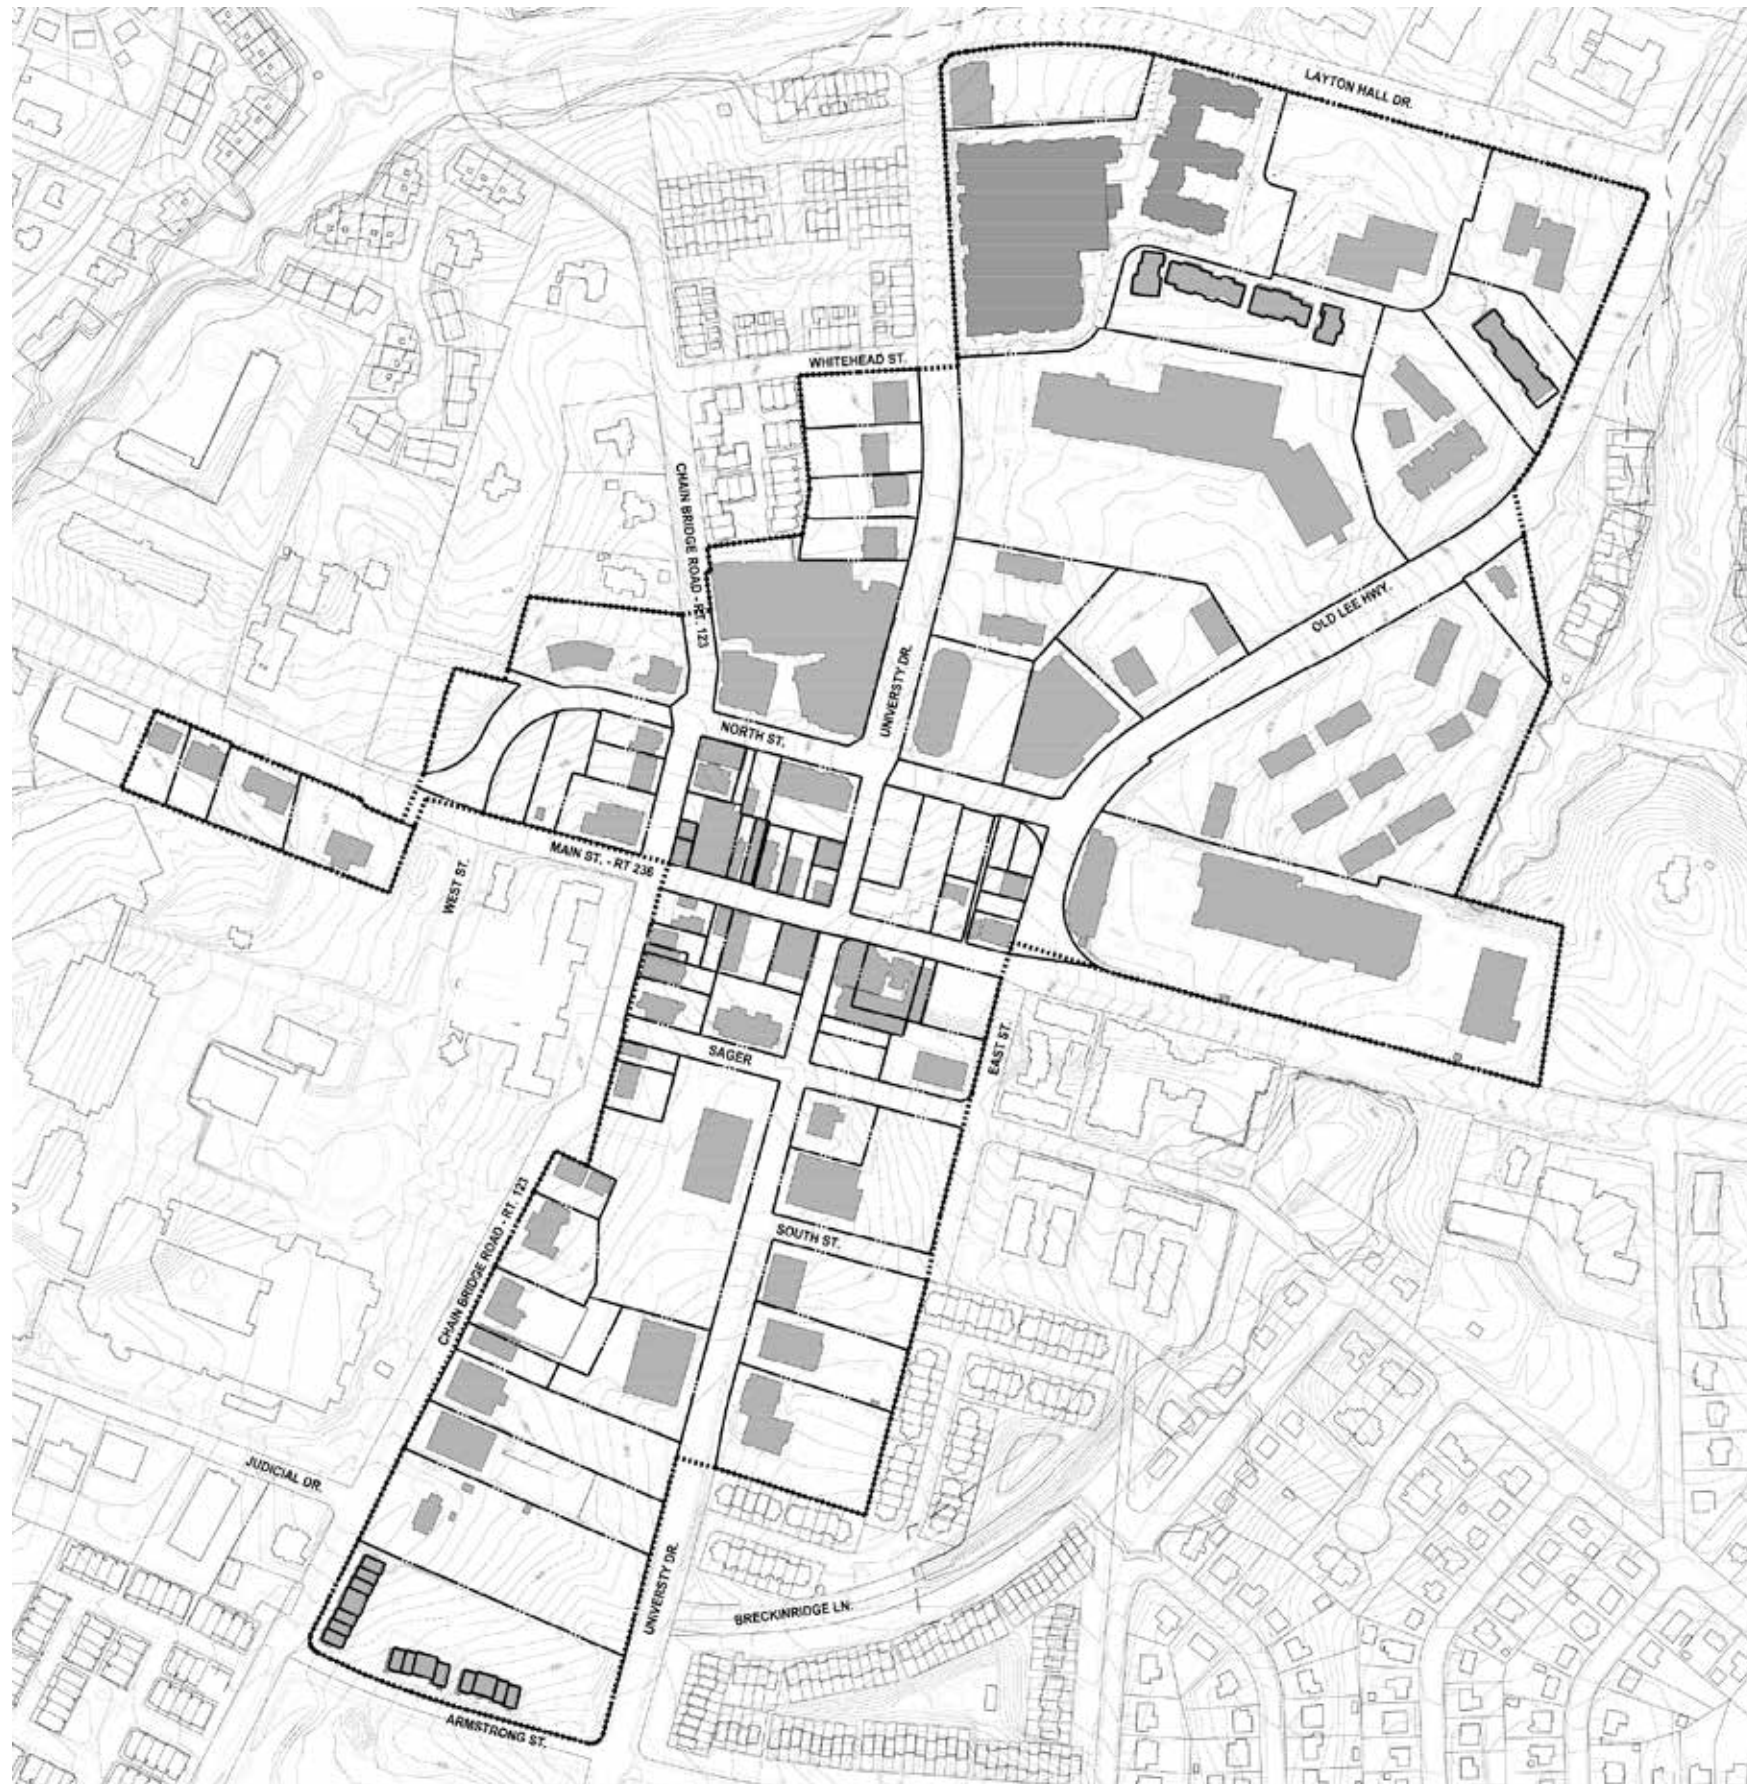 LAYTON HALL DR.
WHITEHEAD ST.
CHAIN BRIDGE ROAD - RT. 123
OLD LEE HWY.
UNIVERSTY DR.
NORTH ST.
MAIN ST. - RT 236
WEST ST.
EAST ST.
SAGER
CHAIN BRIDGE ROAD - RT. 123
SOUTH ST.
JUDICIAL DR.
UNIVERSTY DR.
BRECKINRIDGE LN.
ARMSTRONG ST.